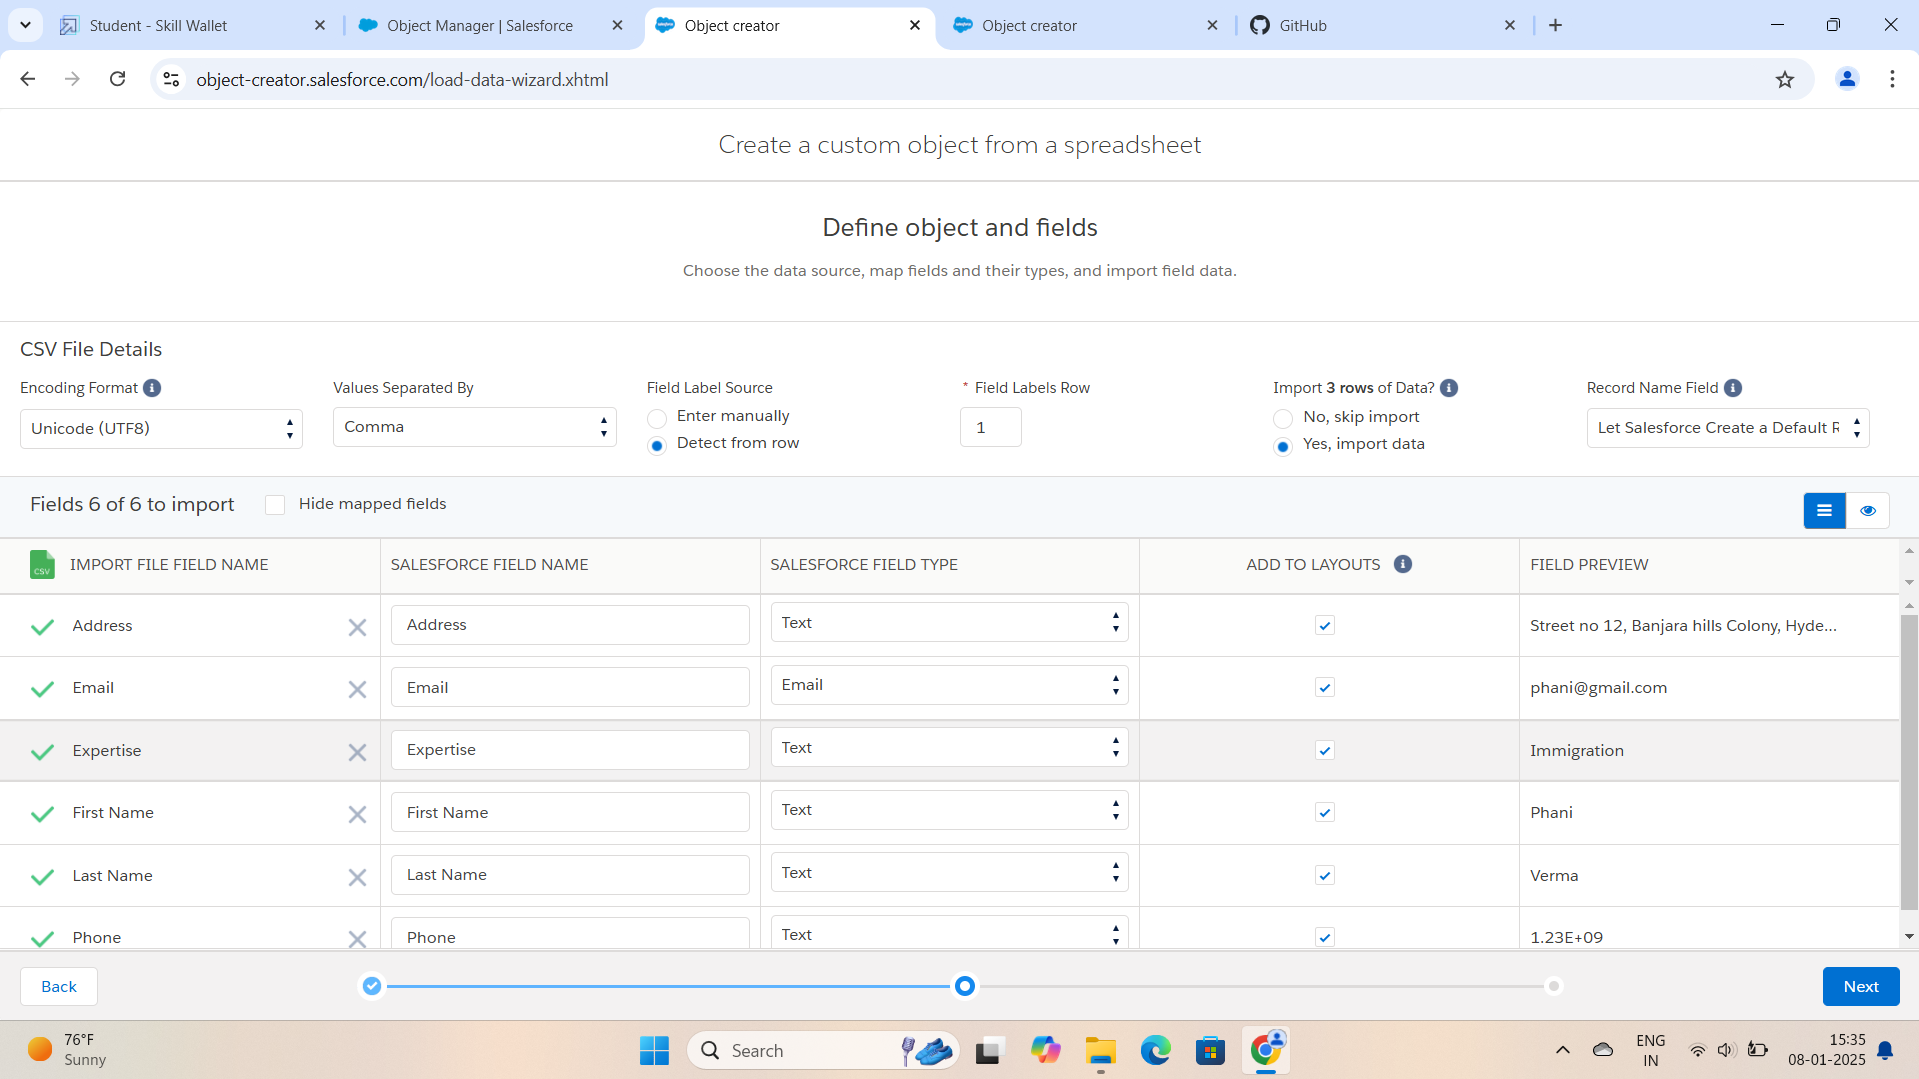 Student - Skill Wallet
Object Manager | Salesforce
Object creator
Object creator
GitHub
object-creator.salesforce.com/load-data-wizard.xhtml
Create a custom object from a spreadsheet
Define object and fields
Choose the data source, map fields and their types, and import field data.
CSV File Details
Encoding Format
Values Separated By
Field Label Source
* Field Labels Row
Import 3 rows of Data?
Record Name Field
Unicode (UTF8)
Comma
Enter manually
Detect from row
1
No, skip import
Yes, import data
Let Salesforce Create a Default R
Fields 6 of 6 to import
Hide mapped fields
CSV
IMPORT FILE FIELD NAME
SALESFORCE FIELD NAME
SALESFORCE FIELD TYPE
ADD TO LAYOUTS
FIELD PREVIEW
Address
Address
Text
Street no 12, Banjara hills Colony, Hyde...
Email
Email
Email
phani@gmail.com
Expertise
Expertise
Text
Immigration
First Name
First Name
Text
Phani
Last Name
Last Name
Text
Verma
Phone
Phone
Text
1.23E+09
Back
Next
76°F
Sunny
Search
ENG
IN
15:35
08-01-2025